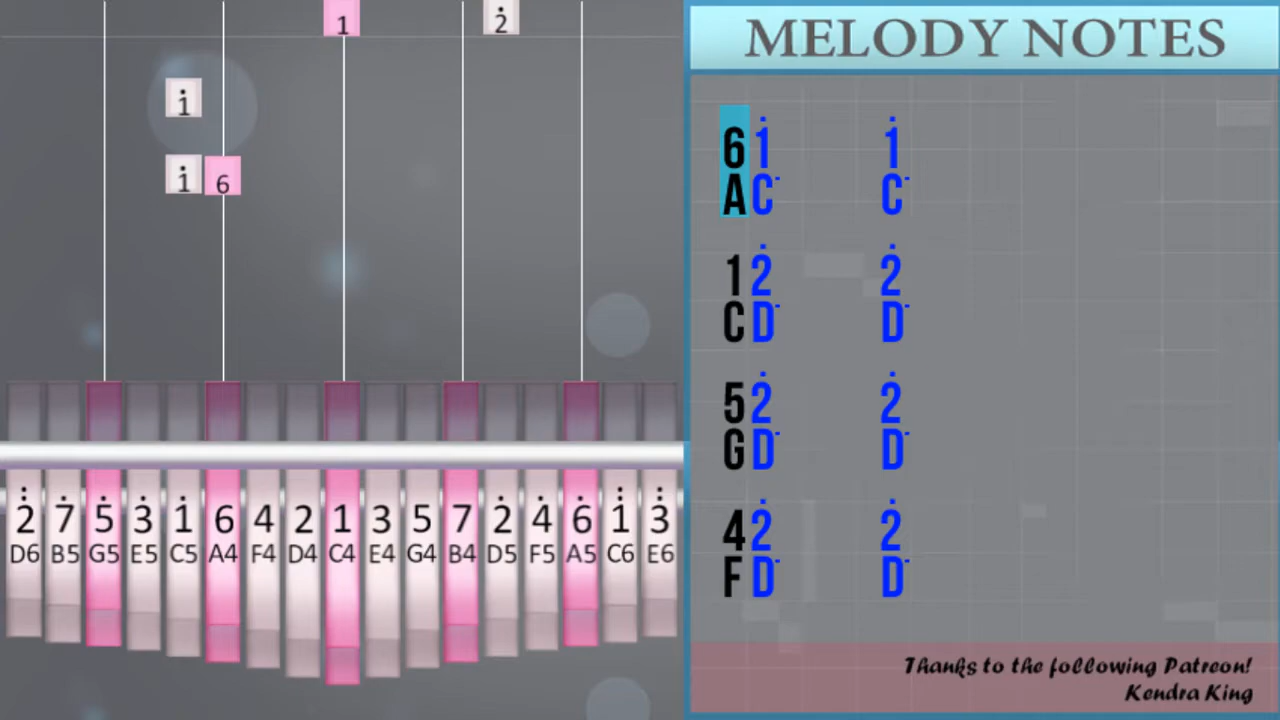 1 2̇
1̇
1̇ 6
2̈ 7̇ 5̇ 3̇ 1̇ 6 4 2 1 3 5 7 2̇ 4̇ 6̇ 1̈ 3̈
D6 B5 G5 E5 C5 A4 F4 D4 C4 E4 G4 B4 D5 F5 A5 C6 E6
MELODY NOTES
6 1̇ 1̇
A C˙ C˙
1 2̇ 2̇
C D˙ D˙
5 2̇ 2̇
G D˙ D˙
4 2̇ 2̇
F D˙ D˙
Thanks to the following Patreon!
Kendra King